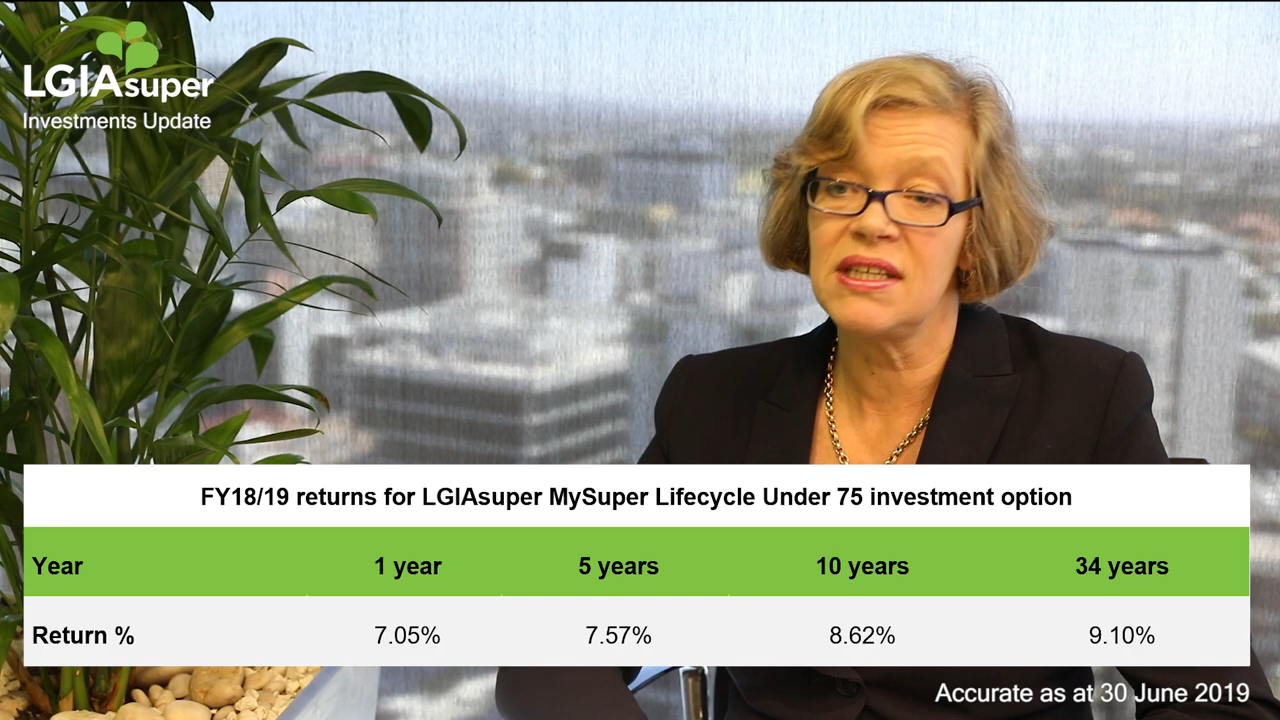 LGIAsuper
Investments Update
FY18/19 returns for LGIAsuper MySuper Lifecycle Under 75 investment option
Year 1 year 5 years 10 years 34 years
Return % 7.05% 7.57% 8.62% 9.10%
Accurate as at 30 June 2019